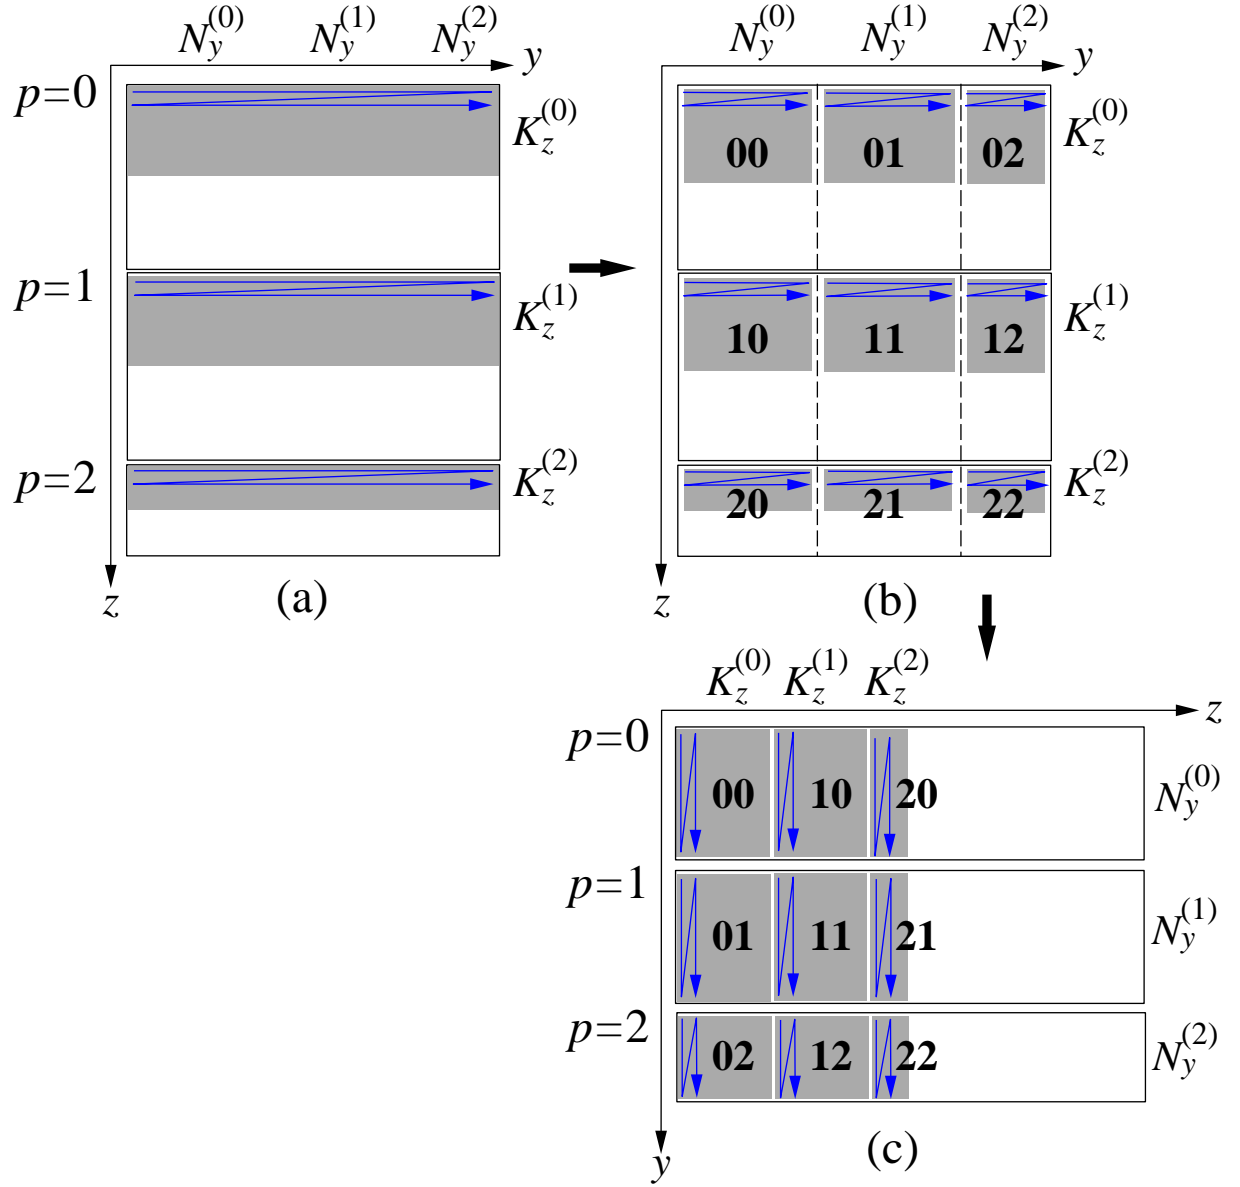 N_y^(0) N_y^(1) N_y^(2)
y
p=0
K_z^(0)
p=1
K_z^(1)
p=2
K_z^(2)
z
(a)
N_y^(0) N_y^(1) N_y^(2)
y
00 01 02
K_z^(0)
10 11 12
K_z^(1)
20 21 22
K_z^(2)
z
(b)
K_z^(0) K_z^(1) K_z^(2)
z
p=0
00 10 20
N_y^(0)
p=1
01 11 21
N_y^(1)
p=2
02 12 22
N_y^(2)
y
(c)